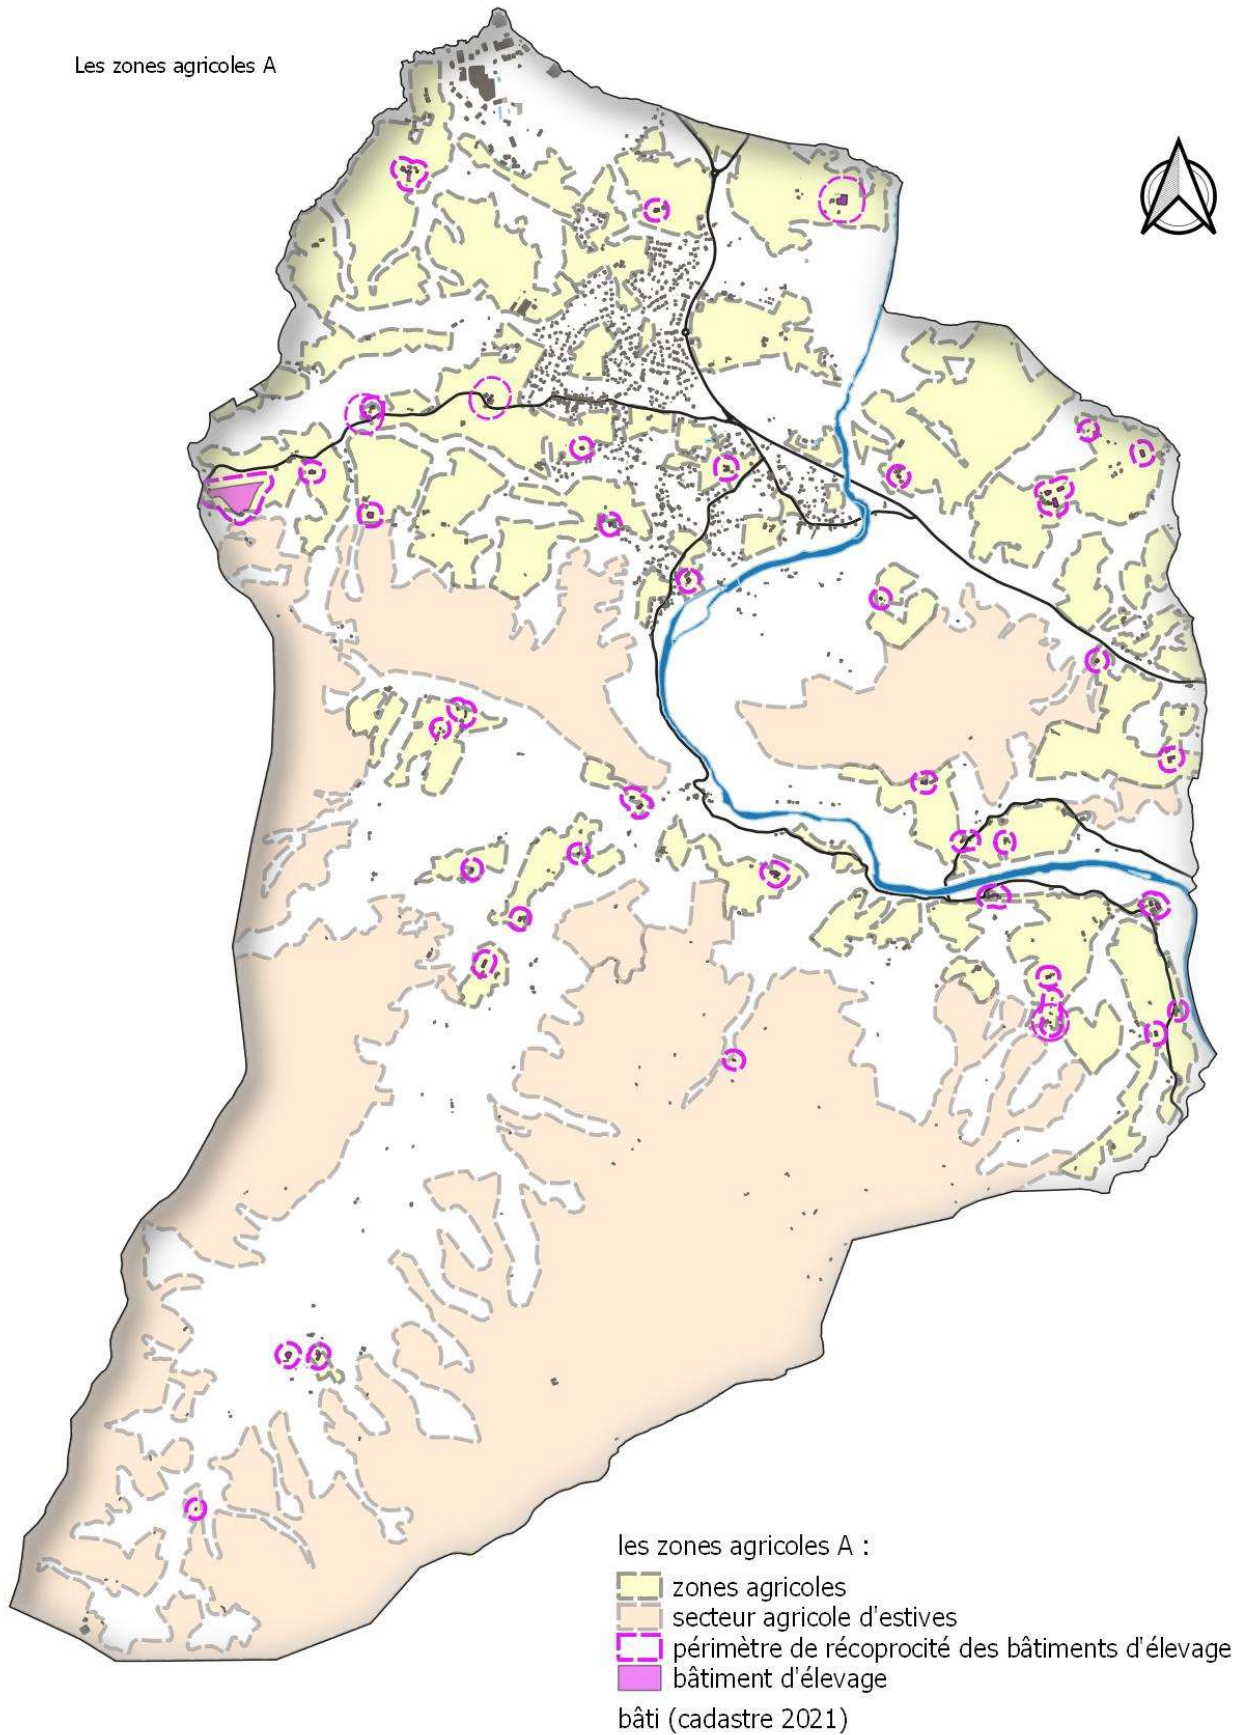 Les zones agricoles A
les zones agricoles A :
zones agricoles
secteur agricole d'estives
périmètre de récoprocité des bâtiments d'élevage
bâtiment d'élevage
bâti (cadastre 2021)